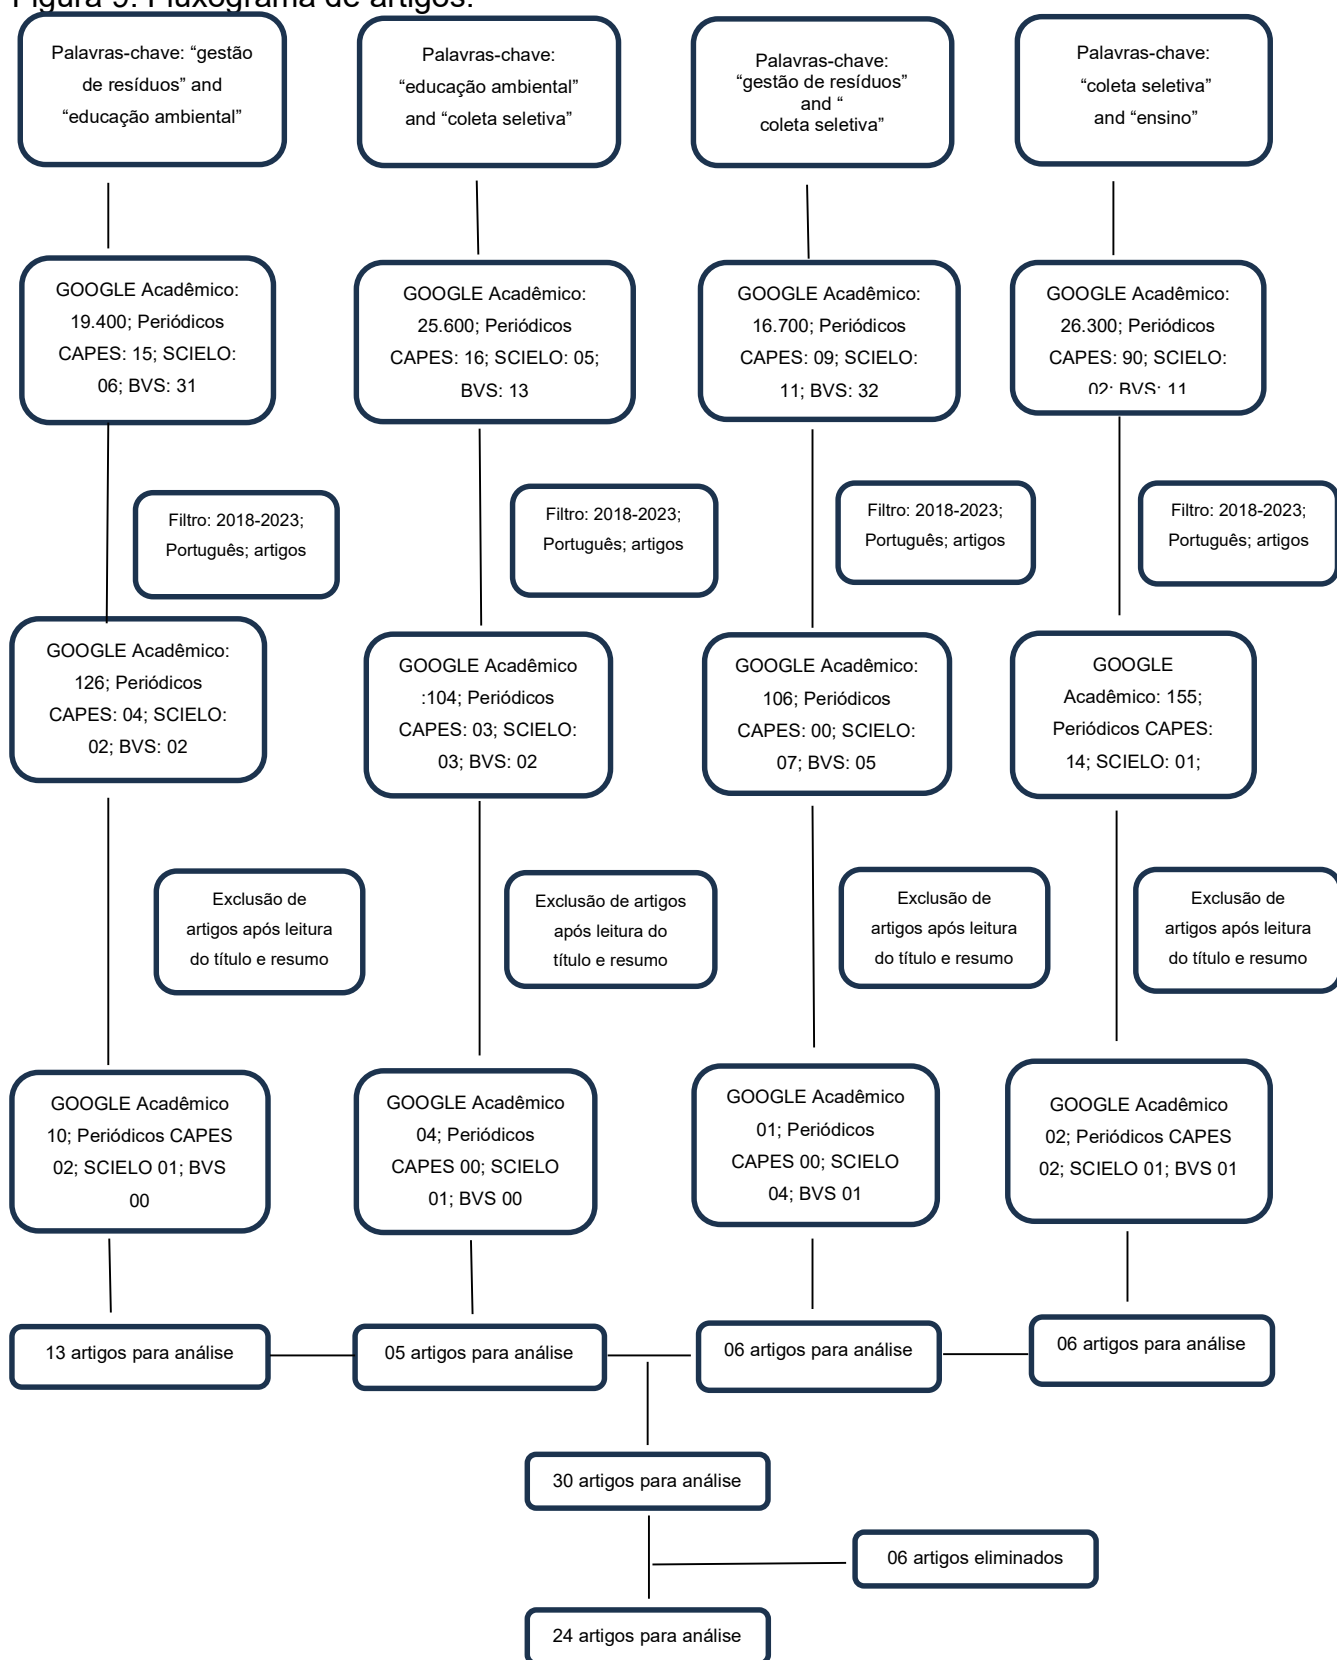 Figura 9: Fluxograma de artigos.
Palavras-chave: “gestão
de resíduos” and
“educação ambiental”
Palavras-chave:
“educação ambiental”
and “coleta seletiva”
Palavras-chave:
“gestão de resíduos”
and “
coleta seletiva”
Palavras-chave:
“coleta seletiva”
and “ensino”
GOOGLE Acadêmico:
19.400; Periódicos
CAPES: 15; SCIELO:
06; BVS: 31
GOOGLE Acadêmico:
25.600; Periódicos
CAPES: 16; SCIELO: 05;
BVS: 13
GOOGLE Acadêmico:
16.700; Periódicos
CAPES: 09; SCIELO:
11; BVS: 32
GOOGLE Acadêmico:
26.300; Periódicos
CAPES: 90; SCIELO:
02; BVS: 11
Filtro: 2018-2023;
Português; artigos
Filtro: 2018-2023;
Português; artigos
Filtro: 2018-2023;
Português; artigos
Filtro: 2018-2023;
Português; artigos
GOOGLE Acadêmico:
126; Periódicos
CAPES: 04; SCIELO:
02; BVS: 02
GOOGLE Acadêmico
:104; Periódicos
CAPES: 03; SCIELO:
03; BVS: 02
GOOGLE Acadêmico:
106; Periódicos
CAPES: 00; SCIELO:
07; BVS: 05
GOOGLE
Acadêmico: 155;
Periódicos CAPES:
14; SCIELO: 01;
Exclusão de
artigos após leitura
do título e resumo
Exclusão de artigos
após leitura do
título e resumo
Exclusão de
artigos após leitura
do título e resumo
Exclusão de
artigos após leitura
do título e resumo
GOOGLE Acadêmico
10; Periódicos CAPES
02; SCIELO 01; BVS
00
GOOGLE Acadêmico
04; Periódicos
CAPES 00; SCIELO
01; BVS 00
GOOGLE Acadêmico
01; Periódicos
CAPES 00; SCIELO
04; BVS 01
GOOGLE Acadêmico
02; Periódicos CAPES
02; SCIELO 01; BVS 01
13 artigos para análise
05 artigos para análise
06 artigos para análise
06 artigos para análise
30 artigos para análise
06 artigos eliminados
24 artigos para análise